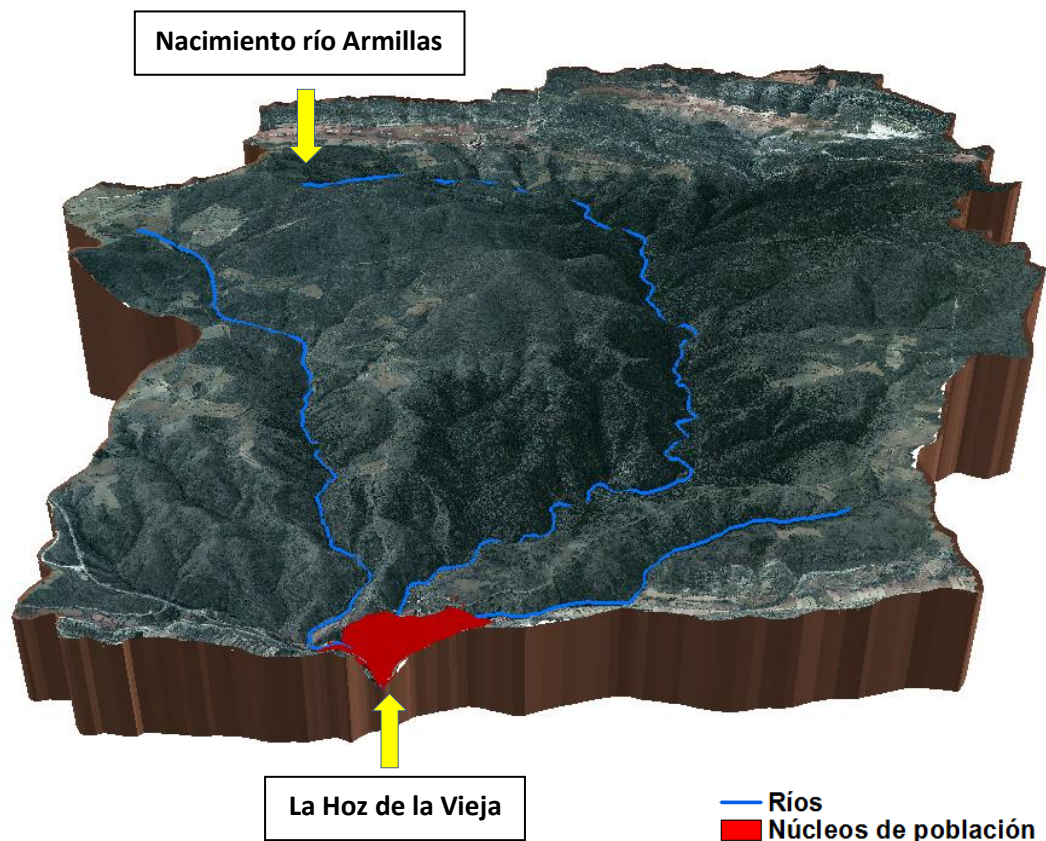 Nacimiento río Armillas
La Hoz de la Vieja
Ríos
Núcleos de población